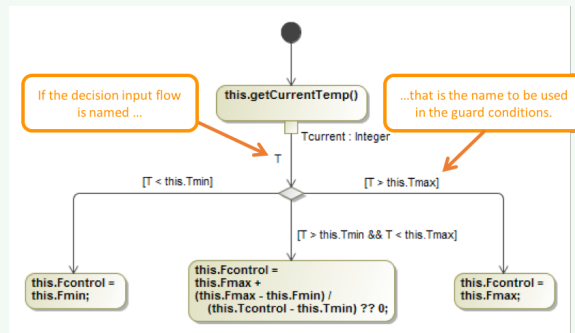 this.getCurrentTemp()
If the decision input flow
is named ...
...that is the name to be used
in the guard conditions.
Tcurrent : Integer
T
[T < this.Tmin]
[T > this.Tmax]
[T > this.Tmin && T < this.Tmax]
this.Fcontrol =
this.Fmin;
this.Fcontrol =
this.Fmax +
(this.Fmax - this.Fmin) /
(this.Tcontrol - this.Tmin) ?? 0;
this.Fcontrol =
this.Fmax;